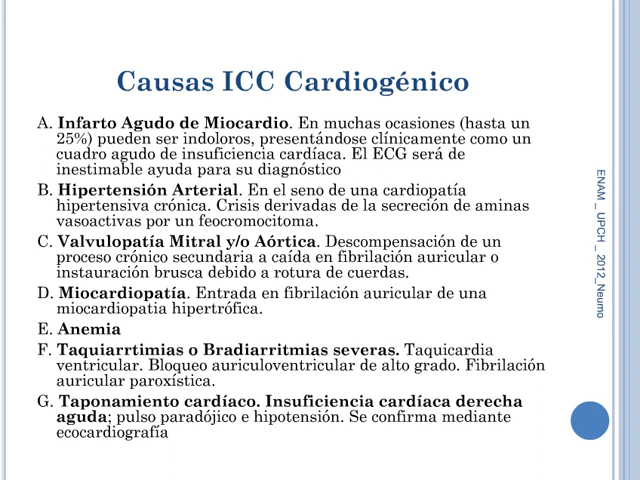 Causas ICC Cardiogénico
A. Infarto Agudo de Miocardio. En muchas ocasiones (hasta un
25%) pueden ser indoloros, presentándose clínicamente como un
cuadro agudo de insuficiencia cardíaca. El ECG será de
inestimable ayuda para su diagnóstico
B. Hipertensión Arterial. En el seno de una cardiopatía
hipertensiva crónica. Crisis derivadas de la secreción de aminas
vasoactivas por un feocromocitoma.
C. Valvulopatía Mitral y/o Aórtica. Descompensación de un
proceso crónico secundaria a caída en fibrilación auricular o
instauración brusca debido a rotura de cuerdas.
D. Miocardiopatía. Entrada en fibrilación auricular de una
miocardiopatia hipertrófica.
E. Anemia
F. Taquiarrtimias o Bradiarritmias severas. Taquicardia
ventricular. Bloqueo auriculoventricular de alto grado. Fibrilación
auricular paroxística.
G. Taponamiento cardíaco. Insuficiencia cardíaca derecha
aguda; pulso paradójico e hipotensión. Se confirma mediante
ecocardiografía
ENAM _ UPCH _ 2012_Neumo